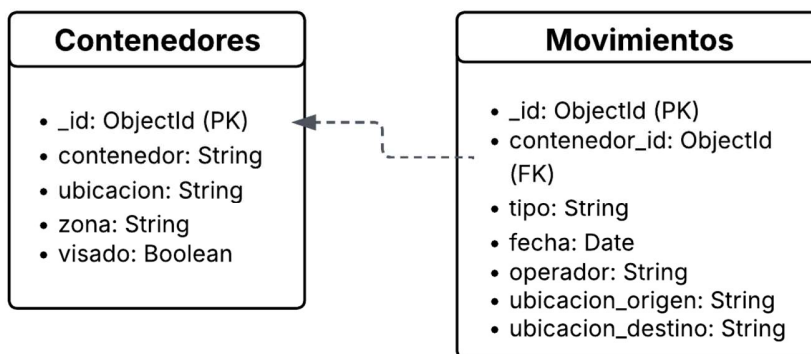 Contenedores
• _id: ObjectId (PK)
• contenedor: String
• ubicacion: String
• zona: String
• visado: Boolean
Movimientos
• _id: ObjectId (PK)
• contenedor_id: ObjectId
(FK)
• tipo: String
• fecha: Date
• operador: String
• ubicacion_origen: String
• ubicacion_destino: String